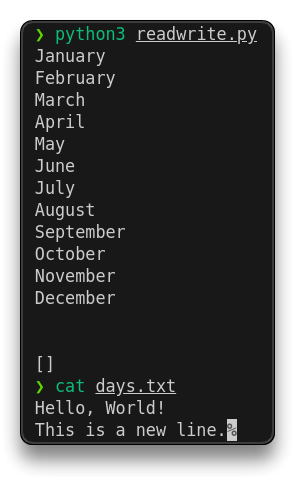 ❯ python3 readwrite.py
January
February
March
April
May
June
July
August
September
October
November
December
[]
❯ cat days.txt
Hello, World!
This is a new line.%